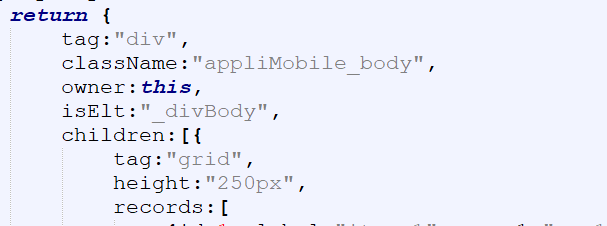 return {
tag:"div",
className:"appliMobile_body",
owner:this,
isElt:"_divBody",
children:[{
tag:"grid",
height:"250px",
records:[